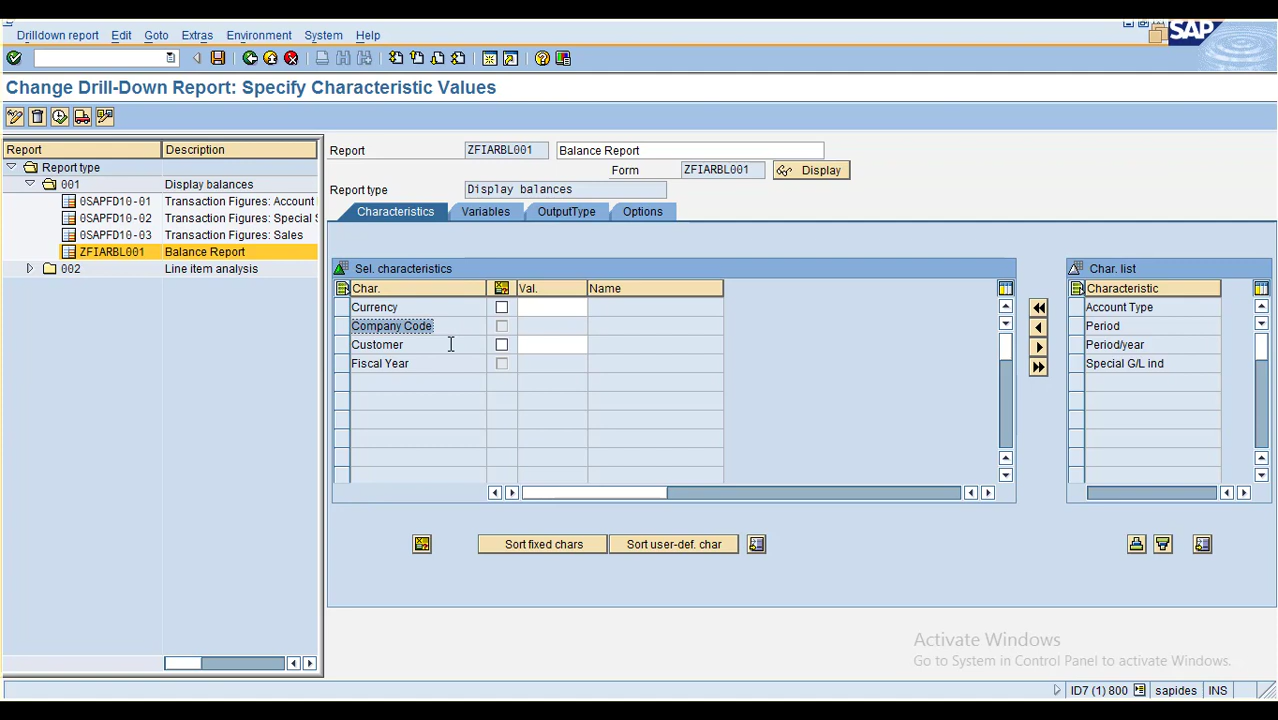 SAP
Drilldown report Edit Goto Extras Environment System Help
Change Drill-Down Report: Specify Characteristic Values
Report Description
Report type
001 Display balances
0SAPFD10-01 Transaction Figures: Account
0SAPFD10-02 Transaction Figures: Special
0SAPFD10-03 Transaction Figures: Sales
ZFIARBL001 Balance Report
002 Line item analysis
Report ZFIARBL001 Balance Report
Form ZFIARBL001 Display
Report type Display balances
Characteristics Variables OutputType Options
Sel. characteristics
Char. Val. Name
Currency
Company Code
Customer
Fiscal Year
Char. list
Characteristic
Account Type
Period
Period/year
Special G/L ind
Sort fixed chars Sort user-def. char
Activate Windows
Go to System in Control Panel to activate Windows.
ID7 (1) 800 sapides INS